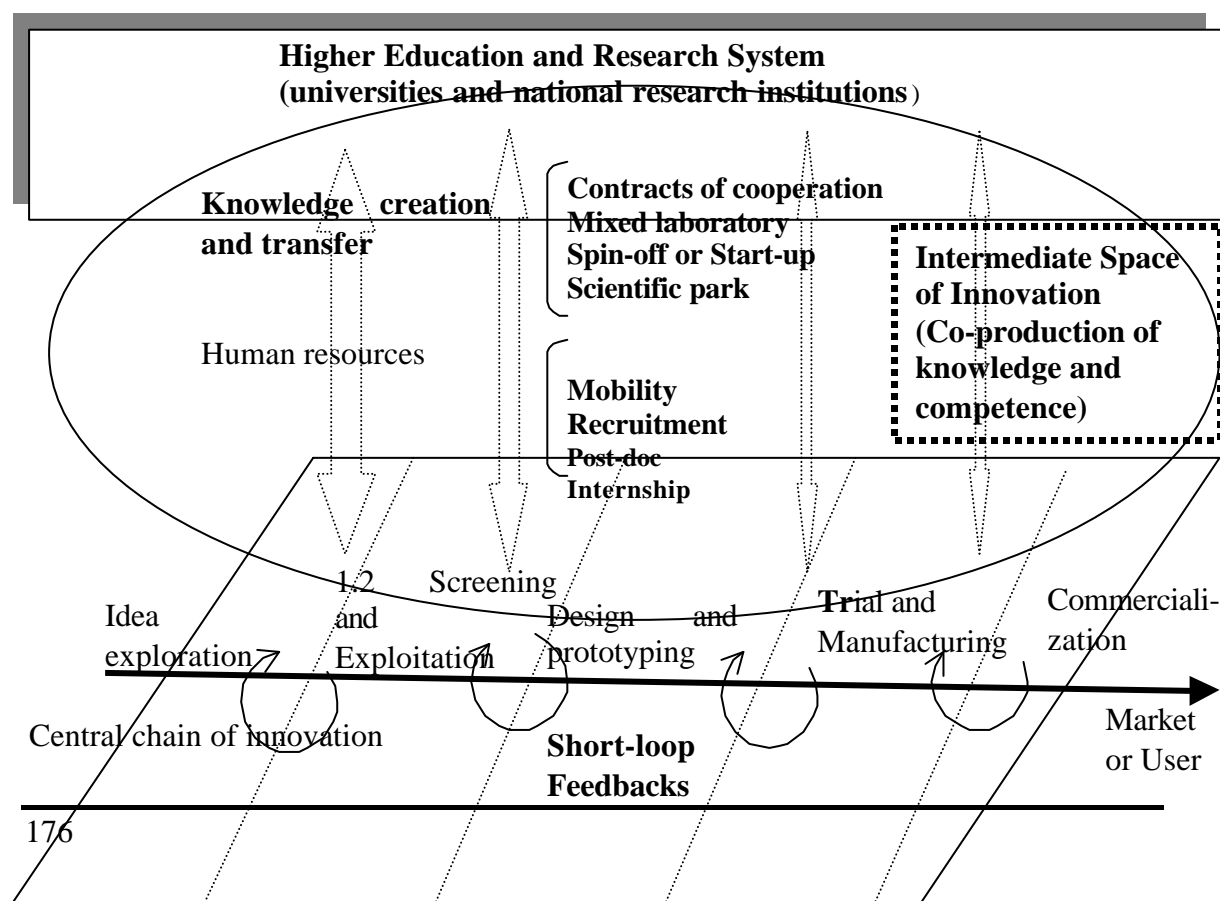 Higher Education and Research System
(universities and national research institutions)
Knowledge creation
and transfer
Contracts of cooperation
Mixed laboratory
Spin-off or Start-up
Scientific park
Intermediate Space
of Innovation
(Co-production of
knowledge and
competence)
Human resources
Mobility
Recruitment
Post-doc
Internship
Idea
exploration
1.2 Screening
and
Exploitation
Design and
prototyping
Trial and
Manufacturing
Commerciali-
zation
Central chain of innovation
Short-loop
Feedbacks
Market
or User
176